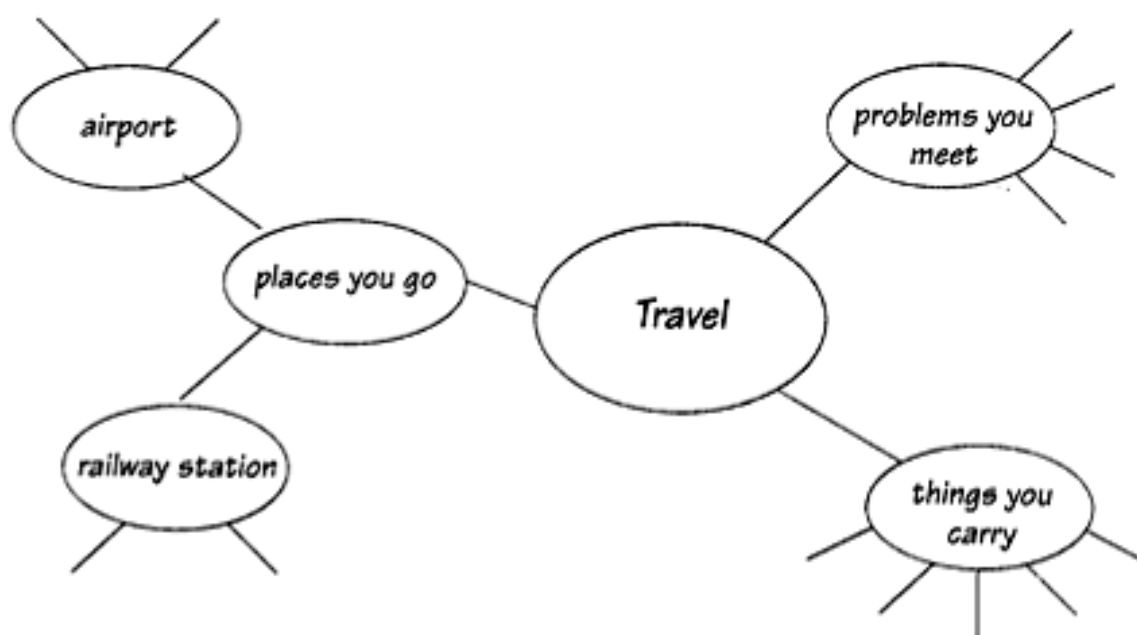 airport
problems you
meet
places you go
Travel
railway station
things you
carry